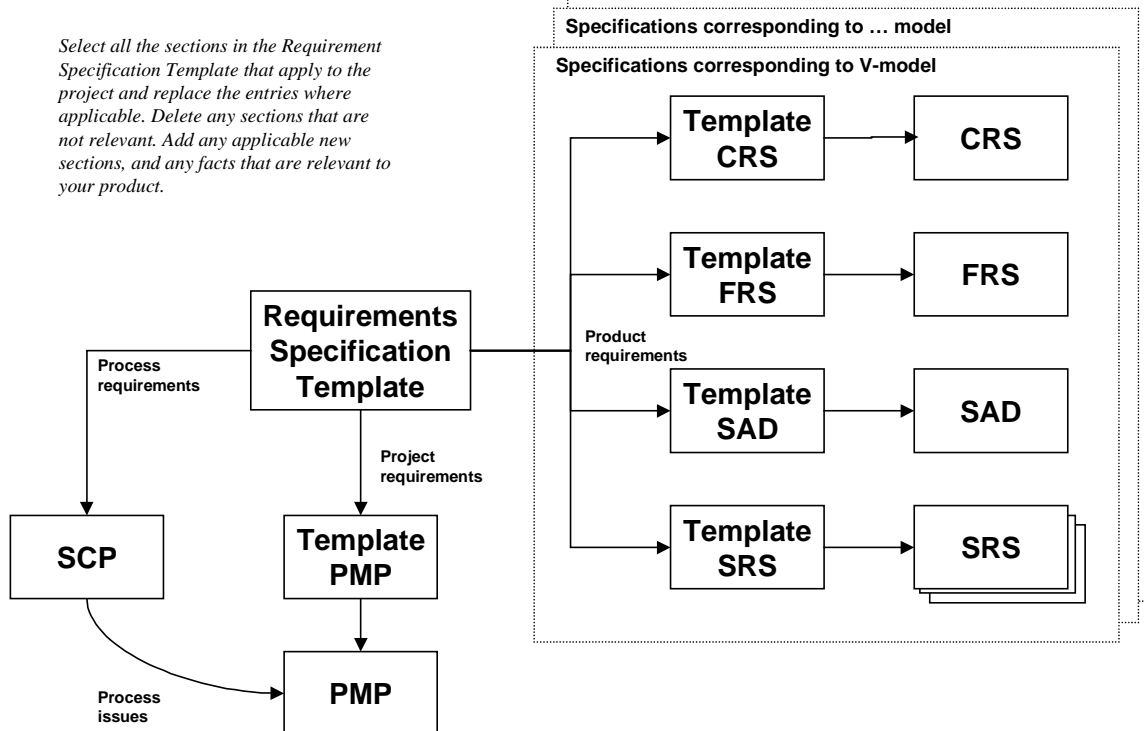 Specifications corresponding to … model
Specifications corresponding to V-model
Select all the sections in the Requirement
Specification Template that apply to the
project and replace the entries where
applicable. Delete any sections that are
not relevant. Add any applicable new
sections, and any facts that are relevant to
your product.
Template
CRS
CRS
Template
FRS
FRS
Requirements
Specification
Template
Product
requirements
Process
requirements
Template
SAD
SAD
Project
requirements
SCP
Template
PMP
Template
SRS
SRS
PMP
Process
issues